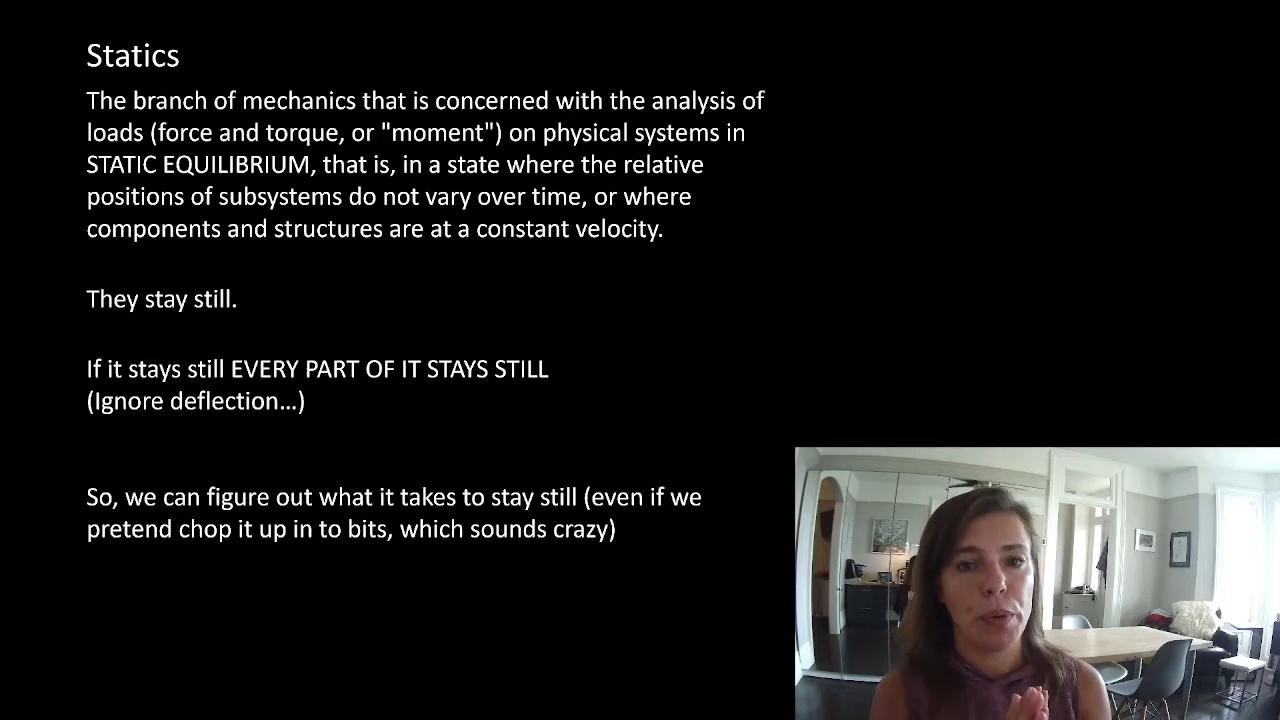 Statics
The branch of mechanics that is concerned with the analysis of
loads (force and torque, or "moment") on physical systems in
STATIC EQUILIBRIUM, that is, in a state where the relative
positions of subsystems do not vary over time, or where
components and structures are at a constant velocity.
They stay still.
If it stays still EVERY PART OF IT STAYS STILL
(Ignore deflection…)
So, we can figure out what it takes to stay still (even if we
pretend chop it up in to bits, which sounds crazy)